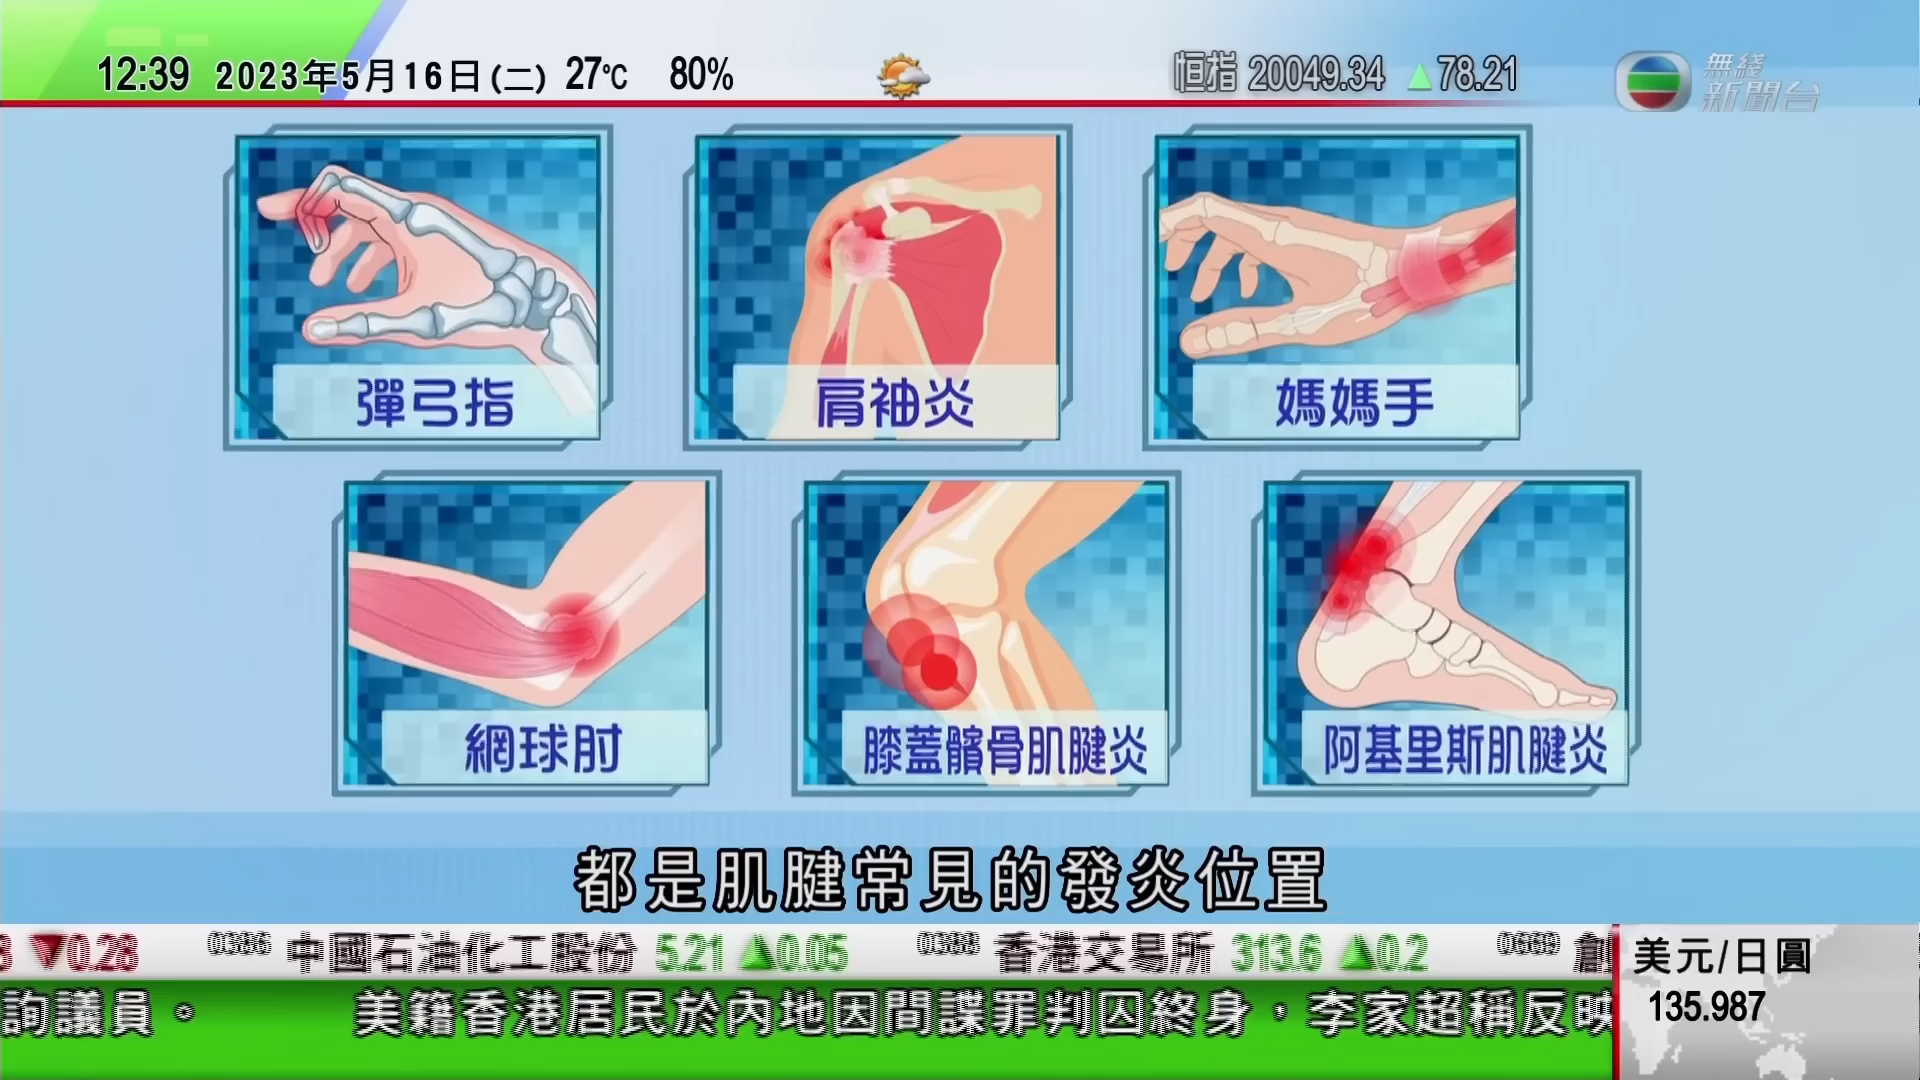 12:39 2023年5月16日(二) 27℃ 80% 恒指 20049.34 ▲78.21
無綫
新聞台
彈弓指 肩袖炎 媽媽手
網球肘 膝蓋髕骨肌腱炎 阿基里斯肌腱炎
都是肌腱常見的發炎位置
▼0.28 0386 中國石油化工股份 5.21 ▲0.05 0388 香港交易所 313.6 ▲0.2 0669 創
美元/日圓
135.987
詢議員。 美籍香港居民於內地因間諜罪判囚終身，李家超稱反映